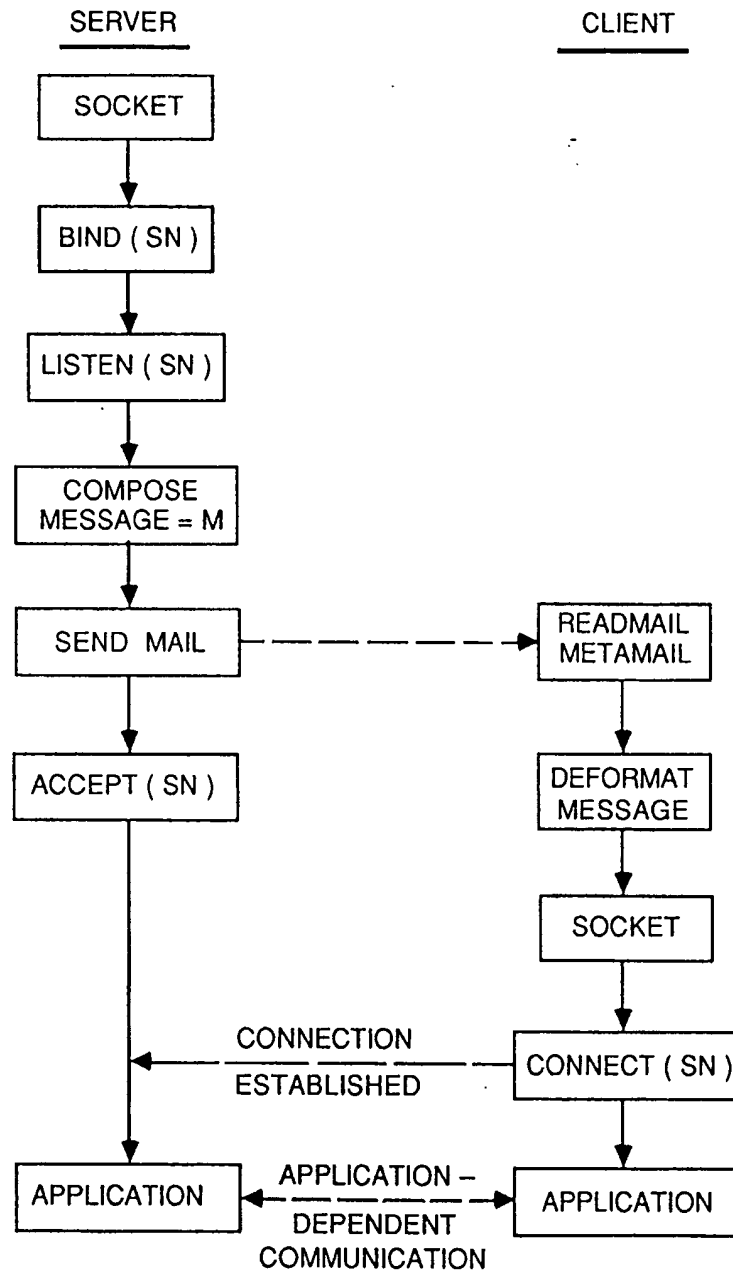 SERVER
CLIENT
SOCKET
BIND ( SN )
LISTEN ( SN )
COMPOSE
MESSAGE = M
SEND MAIL
READMAIL
METAMAIL
ACCEPT ( SN )
DEFORMAT
MESSAGE
SOCKET
CONNECTION
ESTABLISHED
CONNECT ( SN )
APPLICATION
APPLICATION –
DEPENDENT
COMMUNICATION
APPLICATION